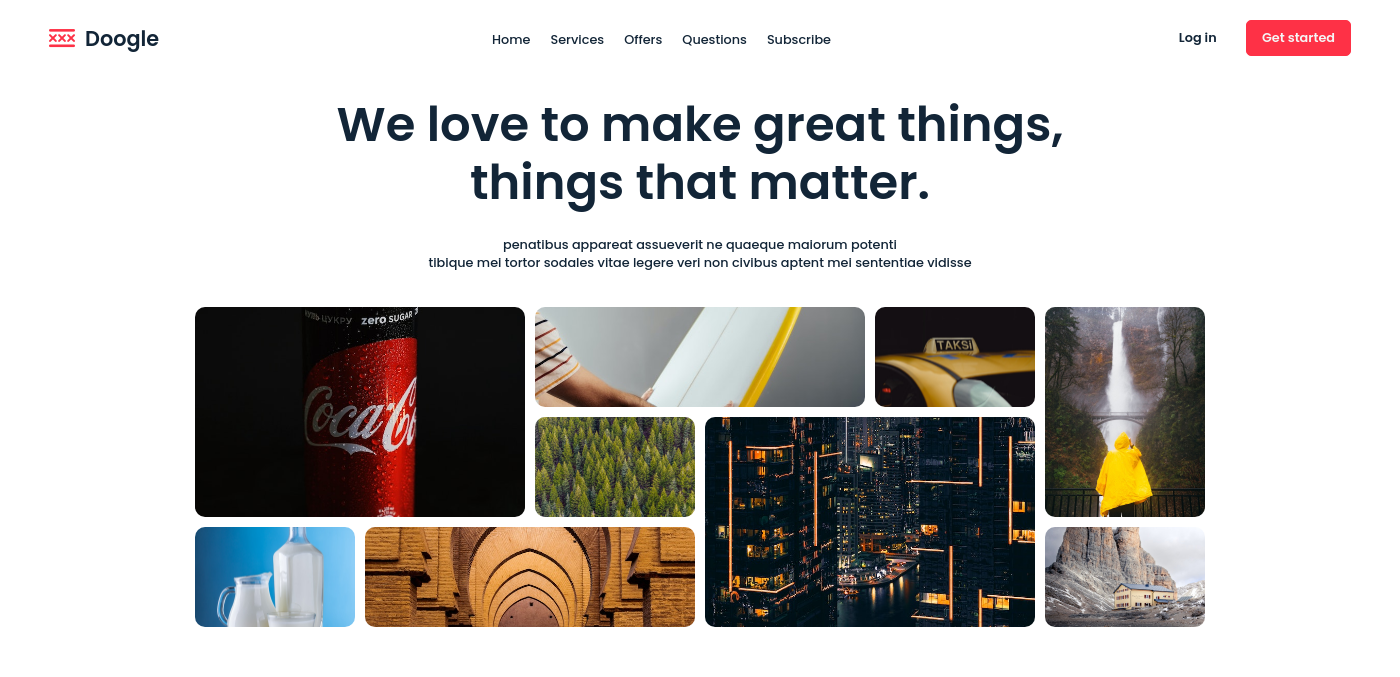 Doogle
Home Services Offers Questions Subscribe
Log in
Get started
We love to make great things,
things that matter.
penatibus appareat assueverit ne quaeque maiorum potenti
tibique mei tortor sodales vitae legere veri non civibus aptent mei sententiae vidisse
ЦУКРУ zero SUGAR
Coca-Co
TAKSi